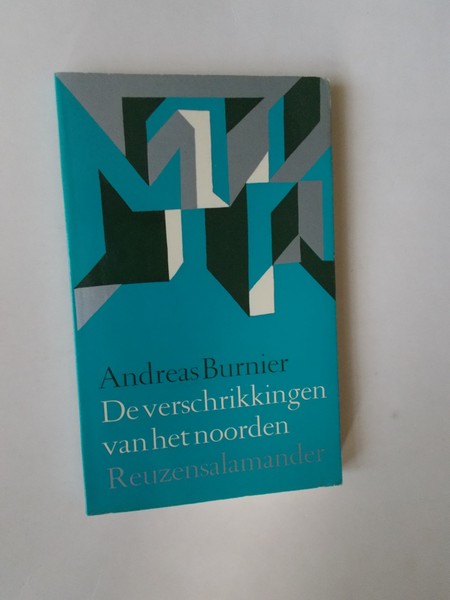 Andreas Burnier
De verschrikkingen
van het noorden
Reuzensalamander